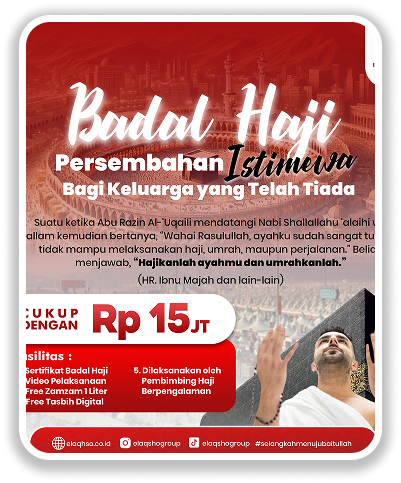 Badal Haji
Persembahan Istimewa
Bagi Keluarga yang Telah Tiada
Suatu ketika Abu Razin Al-'Uqaili mendatangi Nabi Shallallahu 'alaihi
allam kemudian bertanya, "Wahai Rasulullah, ayahku sudah sangat tu
tidak mampu melaksanakan haji, umrah, maupun perjalanan." Belia
menjawab, "Hajikanlah ayahmu dan umrahkanlah."
(HR. Ibnu Majah dan lain-lain)
CUKUP
DENGAN
Rp 15JT
asilitas :
Sertifikat Badal Haji
Video Pelaksanaan
Free Zamzam 1 Liter
Free Tasbih Digital
5. Dilaksanakan oleh
Pembimbing Haji
Berpengalaman
elaqhsa.co.id elaqshagroup elaqshagroup #selangkahmenujubaitullah